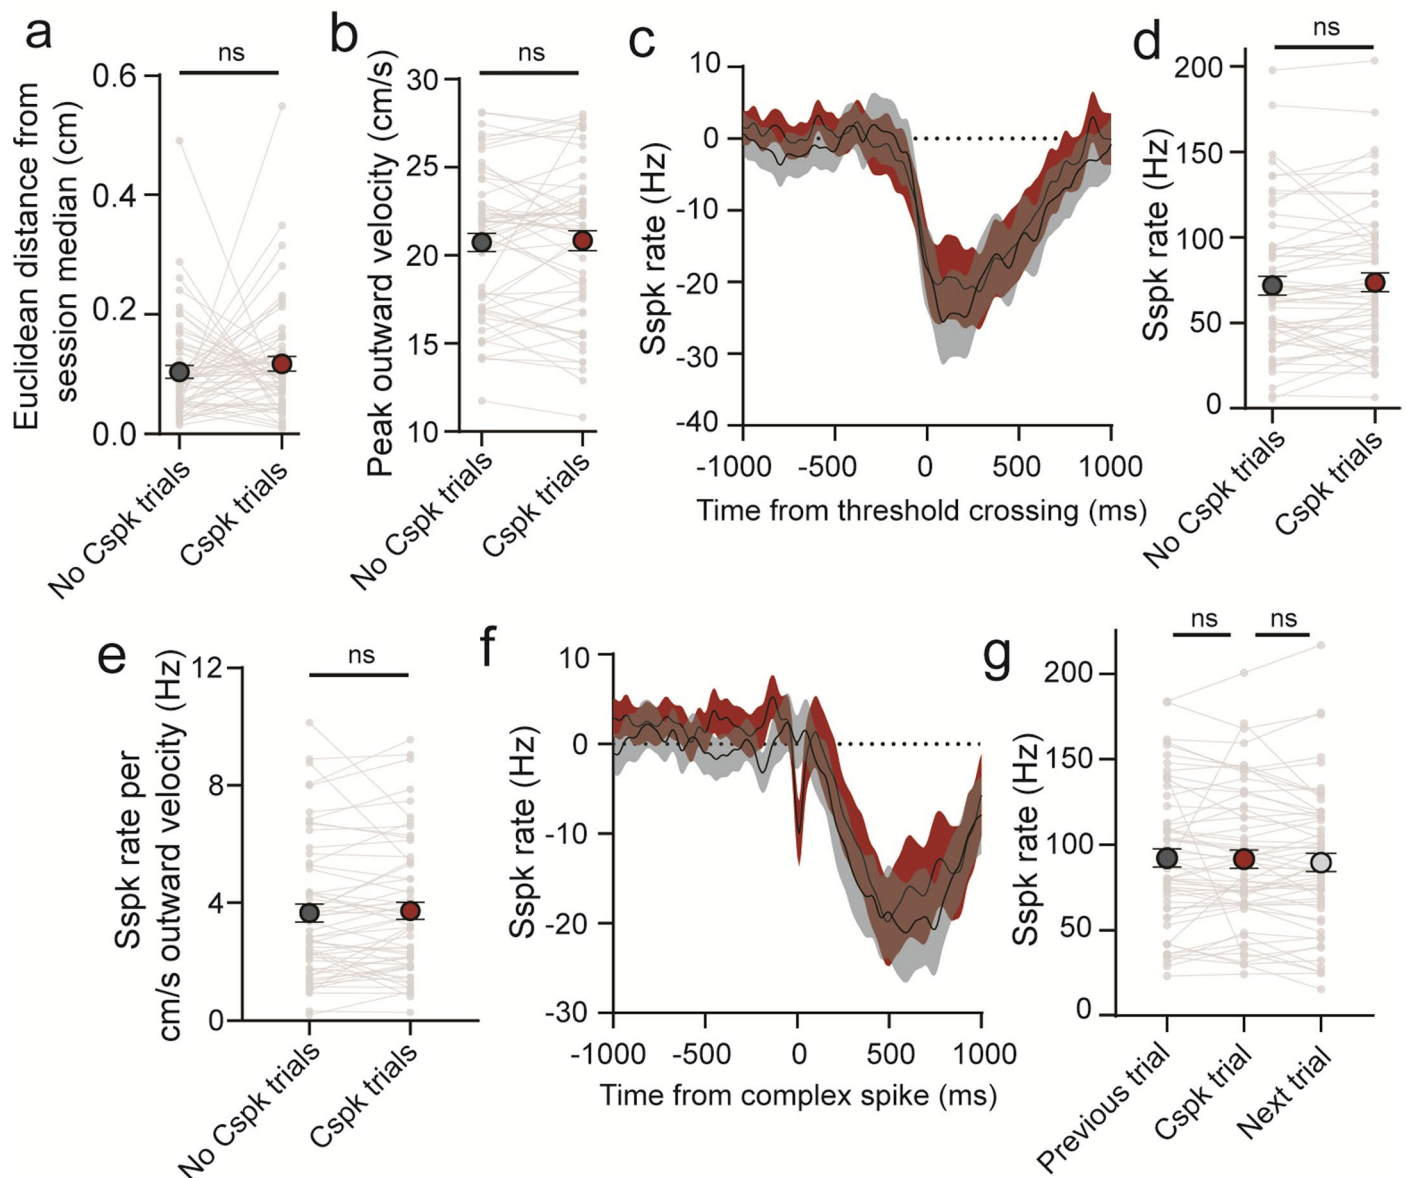 a
ns
Euclidean distance from
session median (cm)
0.6
0.4
0.2
0.0
No Cspk trials
Cspk trials
b
ns
Peak outward velocity (cm/s)
30
25
20
15
10
No Cspk trials
Cspk trials
c
Sspk rate (Hz)
10
0
-10
-20
-30
-40
-1000
-500
0
500
1000
Time from threshold crossing (ms)
d
ns
Sspk rate (Hz)
200
150
100
50
0
No Cspk trials
Cspk trials
e
ns
Sspk rate per
cm/s outward velocity (Hz)
12
8
4
0
No Cspk trials
Cspk trials
f
Sspk rate (Hz)
10
0
-10
-20
-30
-1000
-500
0
500
1000
Time from complex spike (ms)
g
ns
ns
Sspk rate (Hz)
200
150
100
50
0
Previous trial
Cspk trial
Next trial